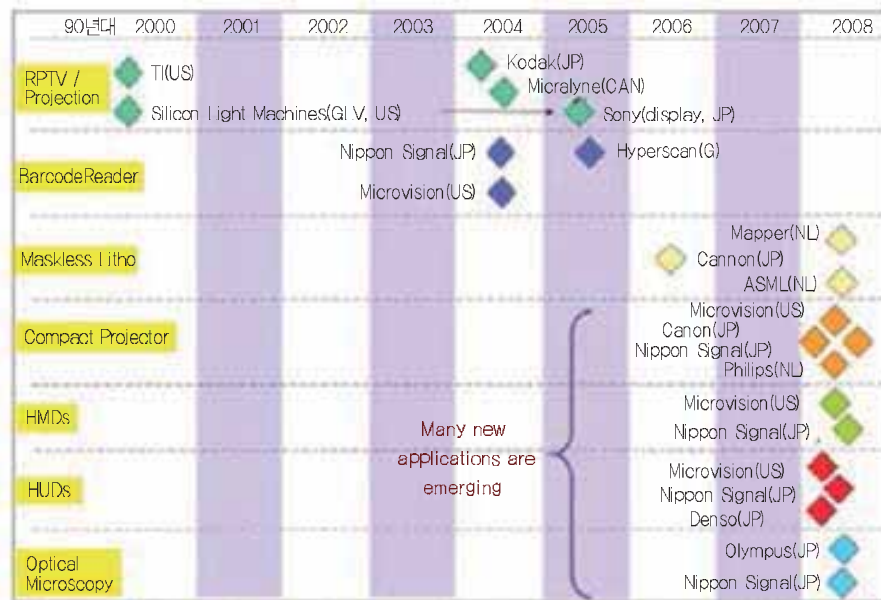 90년대 2000 2001 2002 2003 2004 2005 2006 2007 2008
RPTV /
Projection
TI(US)
Kodak(JP)
Micralyne(CAN)
Silicon Light Machines(GLV, US)
Sony(display, JP)
BarcodeReader
Nippon Signal(JP)
Hyperscan(G)
Microvision(US)
Maskless Litho
Mapper(NL)
Cannon(JP)
ASML(NL)
Compact Projector
Microvision(US)
Canon(JP)
Nippon Signal(JP)
Philips(NL)
HMDs
Microvision(US)
Nippon Signal(JP)
Many new
applications are
emerging
HUDs
Microvision(US)
Nippon Signal(JP)
Denso(JP)
Optical
Microscopy
Olympus(JP)
Nippon Signal(JP)